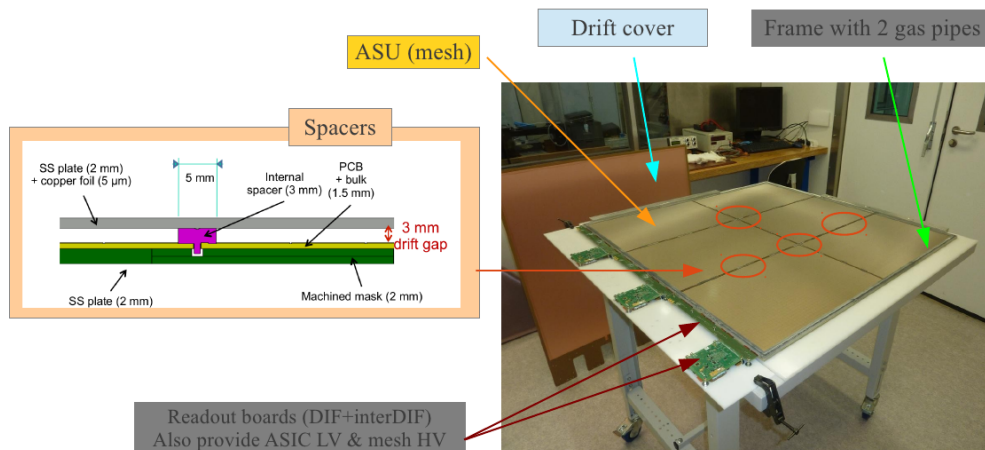 Drift cover
Frame with 2 gas pipes
ASU (mesh)
Spacers
SS plate (2 mm)
+ copper foil (5 µm)
5 mm
Internal
spacer (3 mm)
PCB
+ bulk
(1.5 mm)
3 mm
drift gap
SS plate (2 mm)
Machined mask (2 mm)
Readout boards (DIF+interDIF)
Also provide ASIC LV & mesh HV